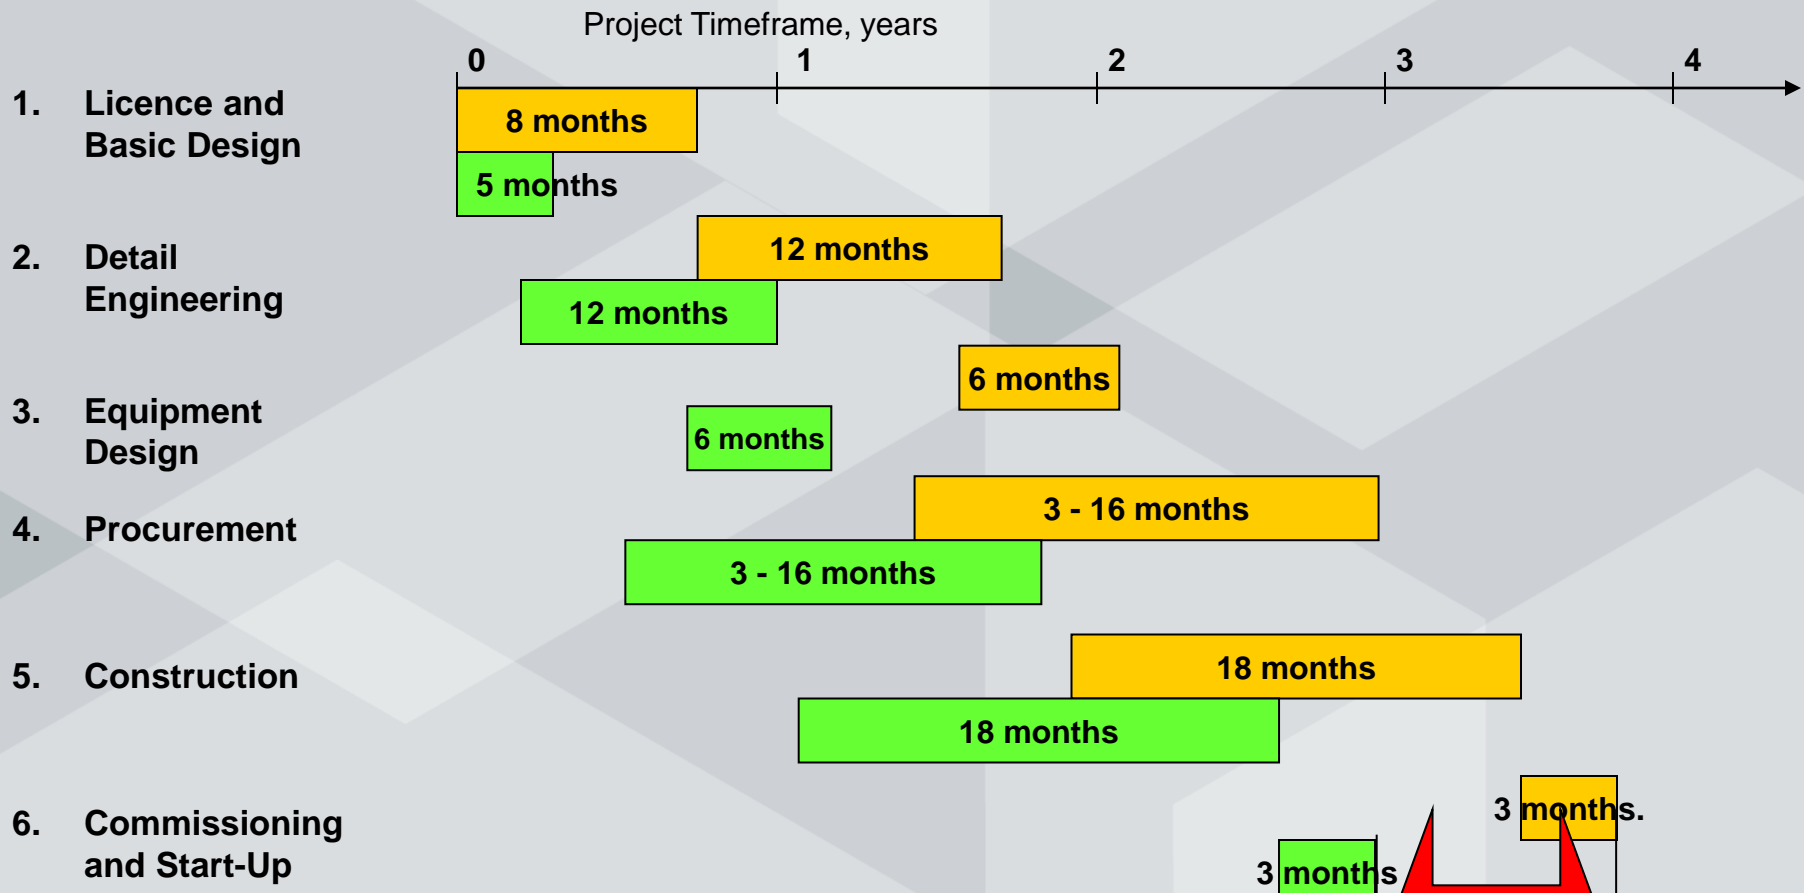 Project Timeframe, years
0 1 2 3 4
1. Licence and
Basic Design
8 months
5 months
2. Detail
Engineering
12 months
12 months
3. Equipment
Design
6 months
6 months
4. Procurement
3 - 16 months
3 - 16 months
5. Construction
18 months
18 months
6. Commissioning
and Start-Up
3 months.
3 months